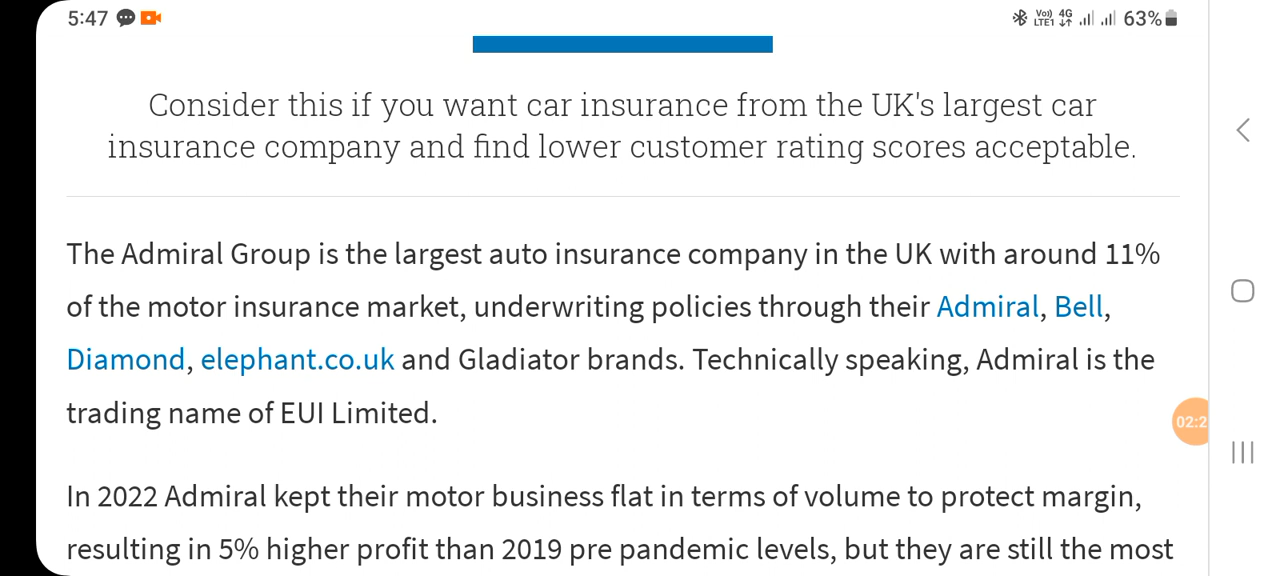 5:47
Vo) 4G
LTE1
63%
Consider this if you want car insurance from the UK's largest car
insurance company and find lower customer rating scores acceptable.
The Admiral Group is the largest auto insurance company in the UK with around 11%
of the motor insurance market, underwriting policies through their Admiral, Bell,
Diamond, elephant.co.uk and Gladiator brands. Technically speaking, Admiral is the
trading name of EUI Limited.
02:2
In 2022 Admiral kept their motor business flat in terms of volume to protect margin,
resulting in 5% higher profit than 2019 pre pandemic levels, but they are still the most